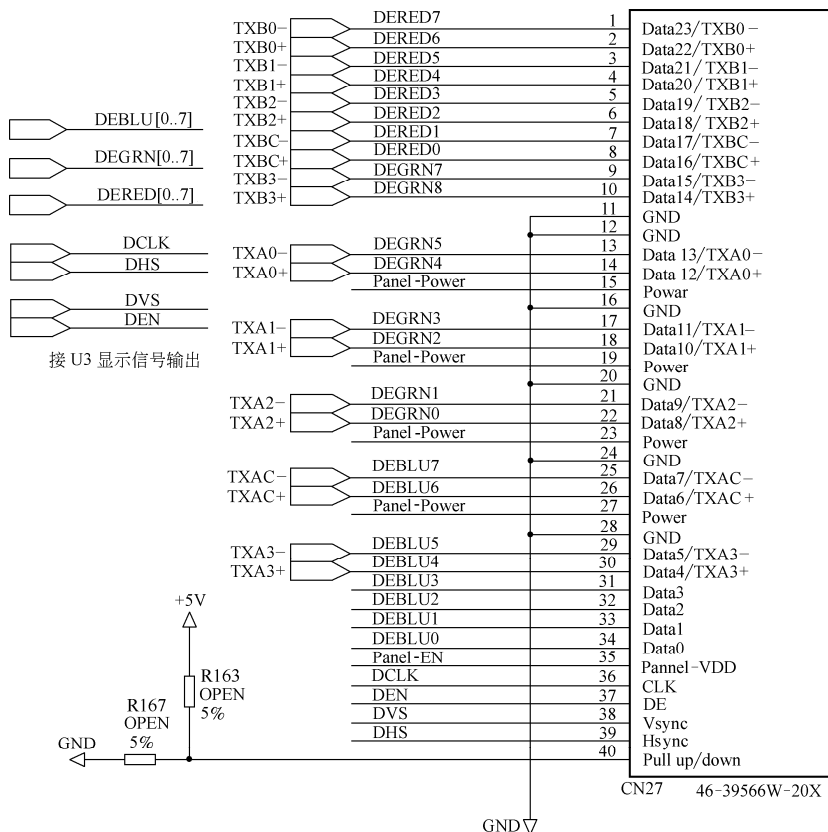 TXB0- DERED7 1 Data23/TXB0-
TXB0+ DERED6 2 Data22/TXB0+
TXB1- DERED5 3 Data21/TXB1-
TXB1+ DERED4 4 Data20/TXB1+
TXB2- DERED3 5 Data19/TXB2-
TXB2+ DERED2 6 Data18/TXB2+
TXBC- DERED1 7 Data17/TXBC-
TXBC+ DERED0 8 Data16/TXBC+
TXB3- DEGRN7 9 Data15/TXB3-
TXB3+ DEGRN8 10 Data14/TXB3+
DEBLU[0..7]
DEGRN[0..7]
DERED[0..7]
11 GND
12 GND
DCLK
DHS
DVS
DEN
接 U3 显示信号输出
TXA0- DEGRN5 13 Data 13/TXA0-
TXA0+ DEGRN4 14 Data 12/TXA0+
Panel-Power 15 Powar
16 GND
TXA1- DEGRN3 17 Data11/TXA1-
TXA1+ DEGRN2 18 Data10/TXA1+
Panel-Power 19 Power
20 GND
TXA2- DEGRN1 21 Data9/TXA2-
TXA2+ DEGRN0 22 Data8/TXA2+
Panel-Power 23 Power
24 GND
TXAC- DEBLU7 25 Data7/TXAC-
TXAC+ DEBLU6 26 Data6/TXAC+
Panel-Power 27 Power
28 GND
TXA3- DEBLU5 29 Data5/TXA3-
TXA3+ DEBLU4 30 Data4/TXA3+
DEBLU3 31 Data3
DEBLU2 32 Data2
DEBLU1 33 Data1
DEBLU0 34 Data0
Panel-EN 35 Pannel-VDD
DCLK 36 CLK
DEN 37 DE
DVS 38 Vsync
DHS 39 Hsync
40 Pull up/down
+5V
R163
OPEN
5%
R167
OPEN
5%
GND
CN27 46-39566W-20X
GND